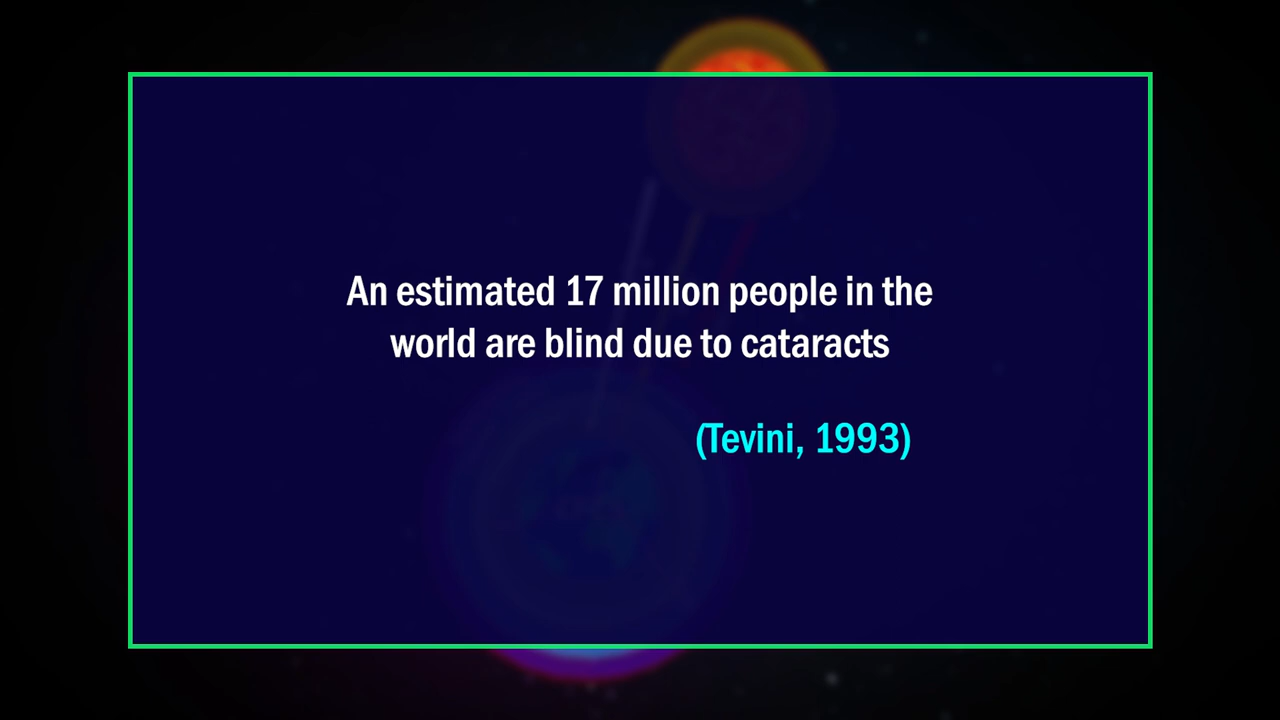 An estimated 17 million people in the
world are blind due to cataracts
(Tevini, 1993)